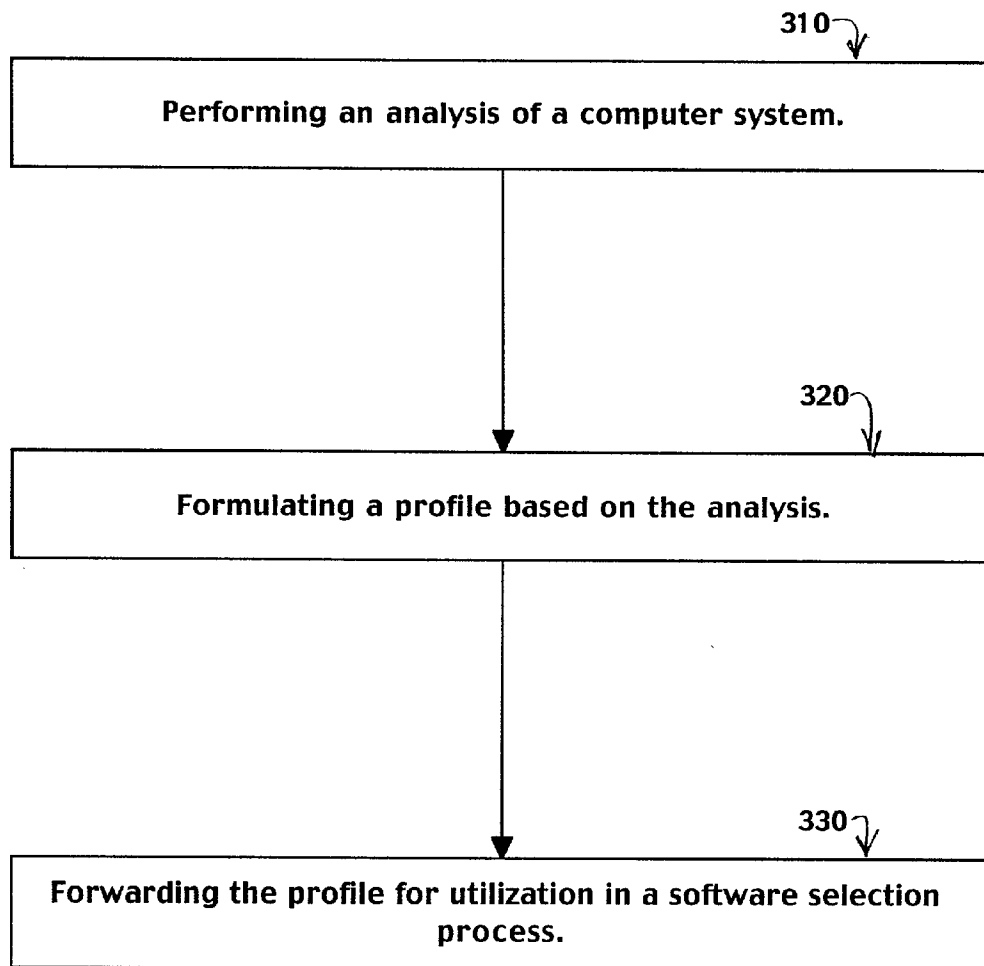 310
Performing an analysis of a computer system.
320
Formulating a profile based on the analysis.
330
Forwarding the profile for utilization in a software selection
process.